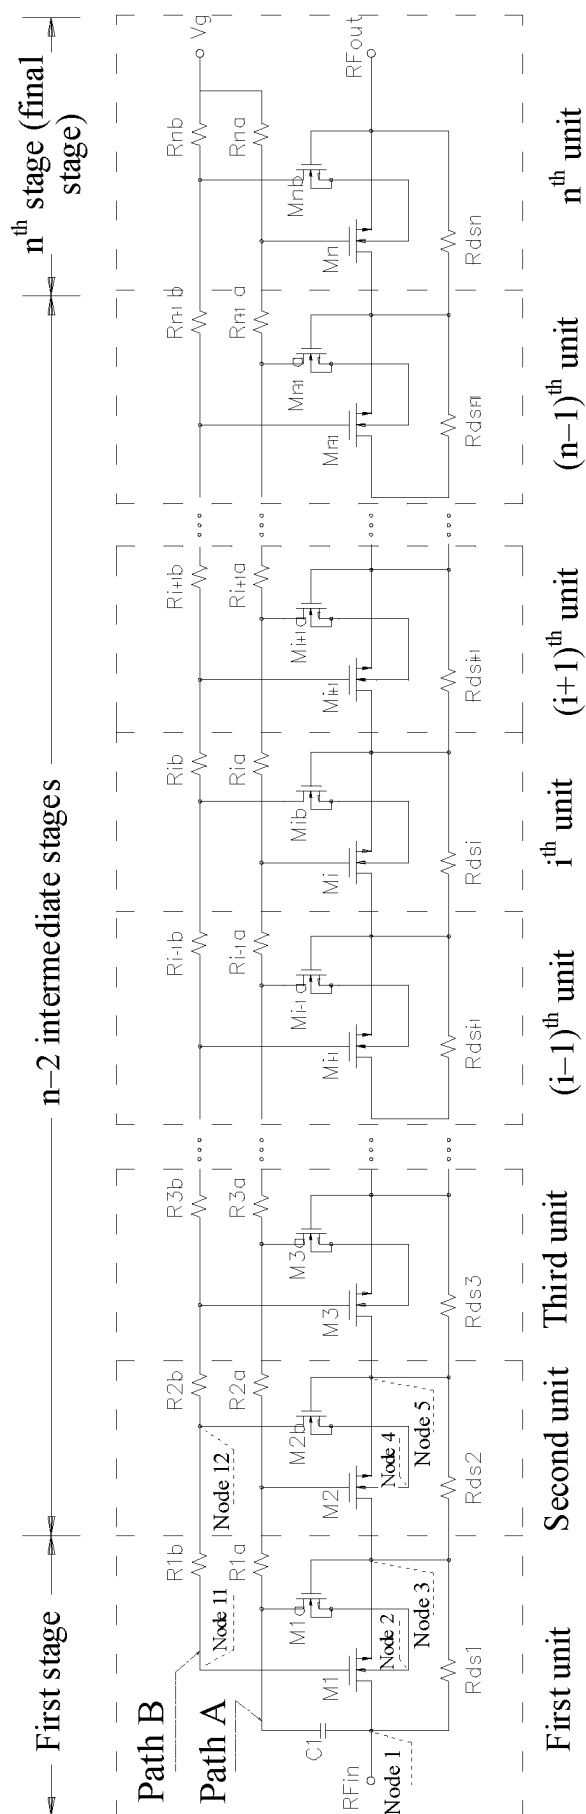 First stage
n−2 intermediate stages
nth stage (final
stage)
Path B
Path A
Node 11
Node 12
R1b
R2b
R3b
Ri-1b
Rib
Ri+1b
Rn-1 b
Rnb
Vg
R1a
R2a
R3a
Ri-1a
Ria
Ri+1a
Rn-1 a
Rna
C1
M1a
M2b
M3a
Mi-1a
Mib
Mi+1a
Mn-1 a
Mnb
M1
M2
M3
Mi-1
Mi
Mi+1
Mn-1
Mn
RFin
RFout
Node 1
Node 2
Node 3
Node 4
Node 5
Rds1
Rds2
Rds3
Rdsi-1
Rdsi
Rdsi+1
Rdsn-1
Rdsn
First unit
Second unit
Third unit
(i−1)th unit
ith unit
(i+1)th unit
(n−1)th unit
nth unit